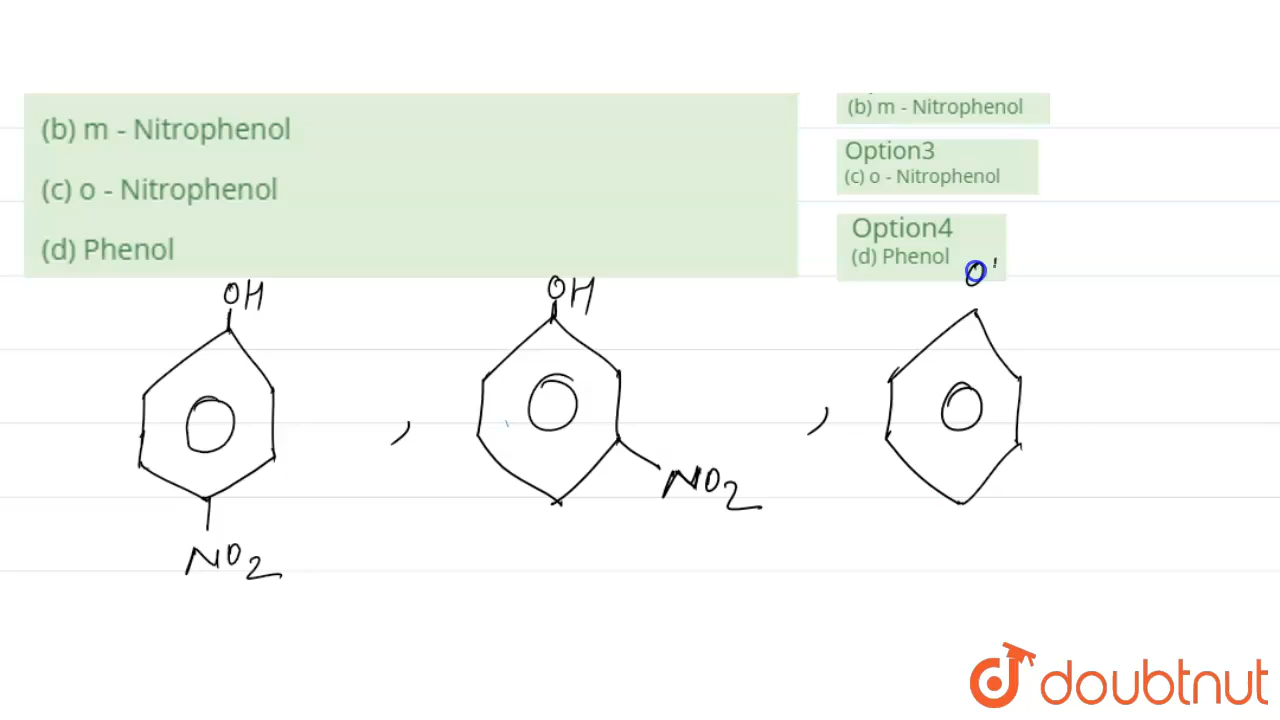 (b) m - Nitrophenol
(c) o - Nitrophenol
(d) Phenol
(b) m - Nitrophenol
Option3
(c) o - Nitrophenol
Option4
(d) Phenol
OH
OH
O
,
,
NO2
NO2
doubtnut